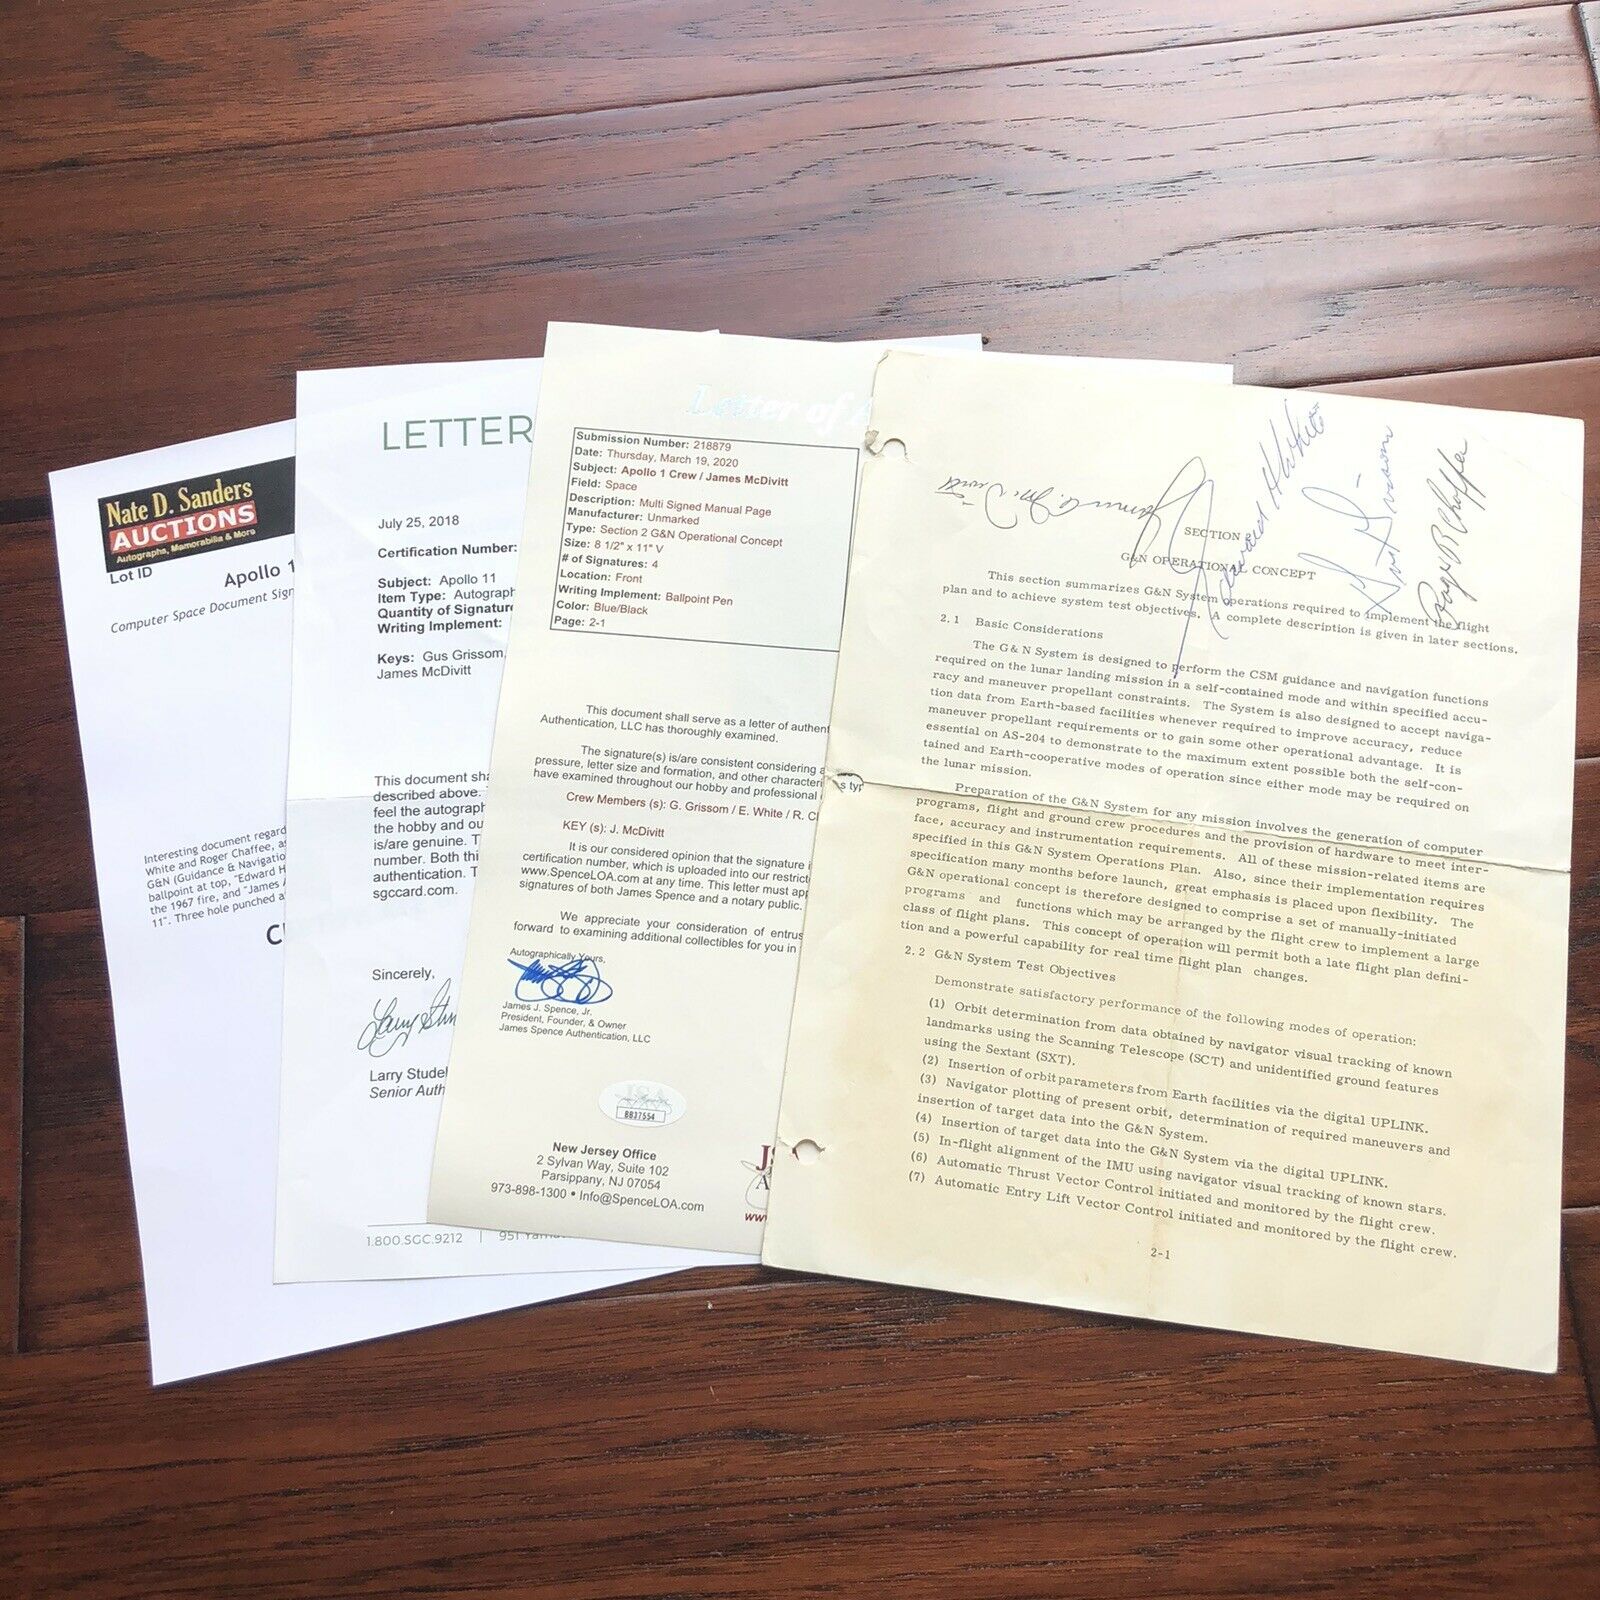 Nate D. Sanders
AUCTIONS
Autographs, Memorabilia & More
Lot ID
Apollo 1
Computer Space Document Sign
Interesting document regard
White and Roger Chaffee, as
G&N (Guidance & Navigatio
ballpoint at top, "Edward H
the 1967 fire, and "James A
11". Three hole punched a
LETTER
July 25, 2018
Certification Number:
Subject: Apollo 11
Item Type: Autograph
Quantity of Signature
Writing Implement:
Keys: Gus Grissom,
James McDivitt
This document sha
described above.
feel the autograph
the hobby and ou
is/are genuine. T
number. Both thi
authentication. T
sgccard.com.
Sincerely,
Larry Studel
Senior Auth
1.800.SGC.9212 | 951
Letter of A
Submission Number: 218879
Date: Thursday, March 19, 2020
Subject: Apollo 1 Crew / James McDivitt
Field: Space
Description: Multi Signed Manual Page
Manufacturer: Unmarked
Type: Section 2 G&N Operational Concept
Size: 8 1/2" x 11" V
# of Signatures: 4
Location: Front
Writing Implement: Ballpoint Pen
Color: Blue/Black
Page: 2-1
This document shall serve as a letter of authent
Authentication, LLC has thoroughly examined.
The signature(s) is/are consistent considering a
pressure, letter size and formation, and other characteri
have examined throughout our hobby and professional
Crew Members (s): G. Grissom / E. White / R. Ch
KEY (s): J. McDivitt
It is our considered opinion that the signature i
certification number, which is uploaded into our restrict
www.SpenceLOA.com at any time. This letter must app
signatures of both James Spence and a notary public.
We appreciate your consideration of entrus
forward to examining additional collectibles for you in
Autographically Yours,
James J. Spence, Jr.
President, Founder, & Owner
James Spence Authentication, LLC
JSA
BB37554
New Jersey Office
2 Sylvan Way, Suite 102
Parsippany, NJ 07054
973-898-1300 • Info@SpenceLOA.com
James A. McDivitt
Edward H. White
Gus Grissom
Roger B. Chaffee
SECTION 2
G&N OPERATIONAL CONCEPT
This section summarizes G&N System operations required to implement the flight
plan and to achieve system test objectives. A complete description is given in later sections.
2.1 Basic Considerations
The G&N System is designed to perform the CSM guidance and navigation functions
required on the lunar landing mission in a self-contained mode and within specified accu-
racy and maneuver propellant constraints. The System is also designed to accept naviga-
tion data from Earth-based facilities whenever required to improve accuracy, reduce
maneuver propellant requirements or to gain some other operational advantage. It is
essential on AS-204 to demonstrate to the maximum extent possible both the self-con-
tained and Earth-cooperative modes of operation since either mode may be required on
the lunar mission.
Preparation of the G&N System for any mission involves the generation of computer
programs, flight and ground crew procedures and the provision of hardware to meet inter-
face, accuracy and instrumentation requirements. All of these mission-related items are
specified in this G&N System Operations Plan. Also, since their implementation requires
specification many months before launch, great emphasis is placed upon flexibility. The
G&N operational concept is therefore designed to comprise a set of manually-initiated
programs and functions which may be arranged by the flight crew to implement a large
class of flight plans. This concept of operation will permit both a late flight plan defini-
tion and a powerful capability for real time flight plan changes.
2.2 G&N System Test Objectives
Demonstrate satisfactory performance of the following modes of operation:
(1) Orbit determination from data obtained by navigator visual tracking of known
landmarks using the Scanning Telescope (SCT) and unidentified ground features
using the Sextant (SXT).
(2) Insertion of orbit parameters from Earth facilities via the digital UPLINK.
(3) Navigator plotting of present orbit, determination of required maneuvers and
insertion of target data into the G&N System.
(4) Insertion of target data into the G&N System via the digital UPLINK.
(5) In-flight alignment of the IMU using navigator visual tracking of known stars.
(6) Automatic Thrust Vector Control initiated and monitored by the flight crew.
(7) Automatic Entry Lift Vector Control initiated and monitored by the flight crew.
2-1